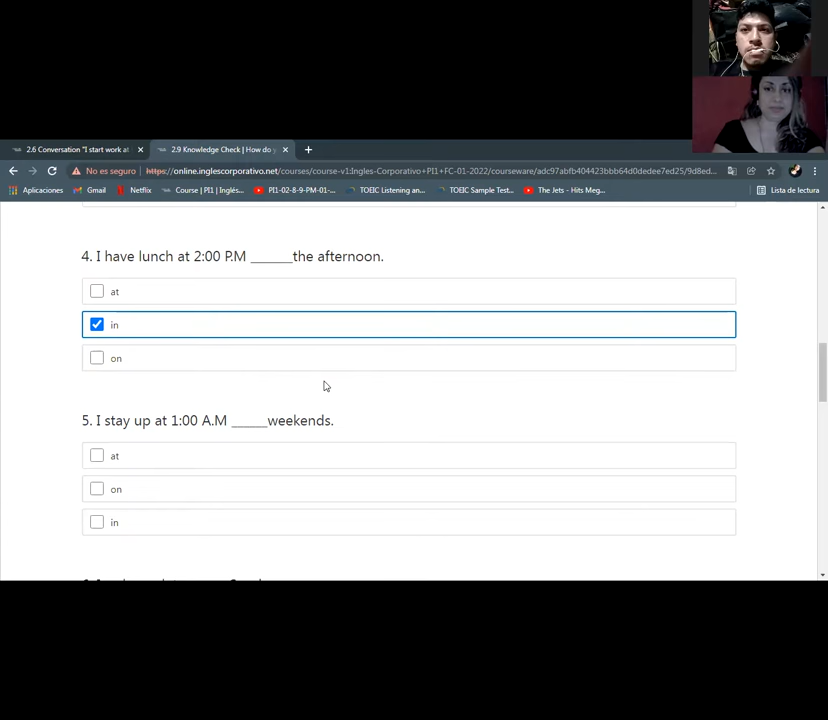 2.6 Conversation "I start work at
2.9 Knowledge Check | How do y
No es seguro
https://online.inglescorporativo.net/courses/course-v1:Ingles-Corporativo+PI1+FC-01-2022/courseware/adc97abfb404423bbb64d0dedee7ed25/9d8ed...
Aplicaciones
Gmail
Netflix
Course | PI1 | Inglés...
PI1-02-8-9-PM-01-...
TOEIC Listening an...
TOEIC Sample Test...
The Jets - Hits Meg...
Lista de lectura
4. I have lunch at 2:00 P.M _______the afternoon.
at
in
on
5. I stay up at 1:00 A.M ______weekends.
at
on
in